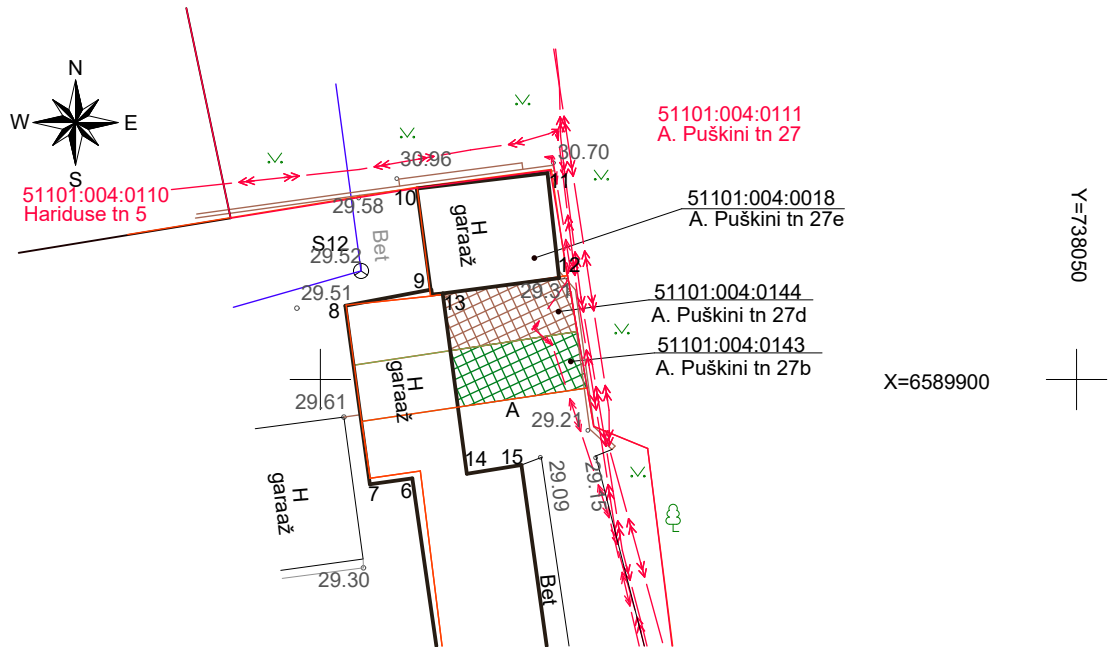 N
W
E
S
51101:004:0111
A. Puškini tn 27
30.96
30.70
51101:004:0110
Hariduse tn 5
10
11
51101:004:0018
A. Puškini tn 27e
29.58
Bet
H
garaaž
S12
29.52
Y=738050
9
12
29.31
29.51
8
13
51101:004:0144
A. Puškini tn 27d
51101:004:0143
A. Puškini tn 27b
X=6589900
H
garaaž
29.61
A
29.21
14
15
7
6
29.09
29.15
H
garaaž
29.30
Bet